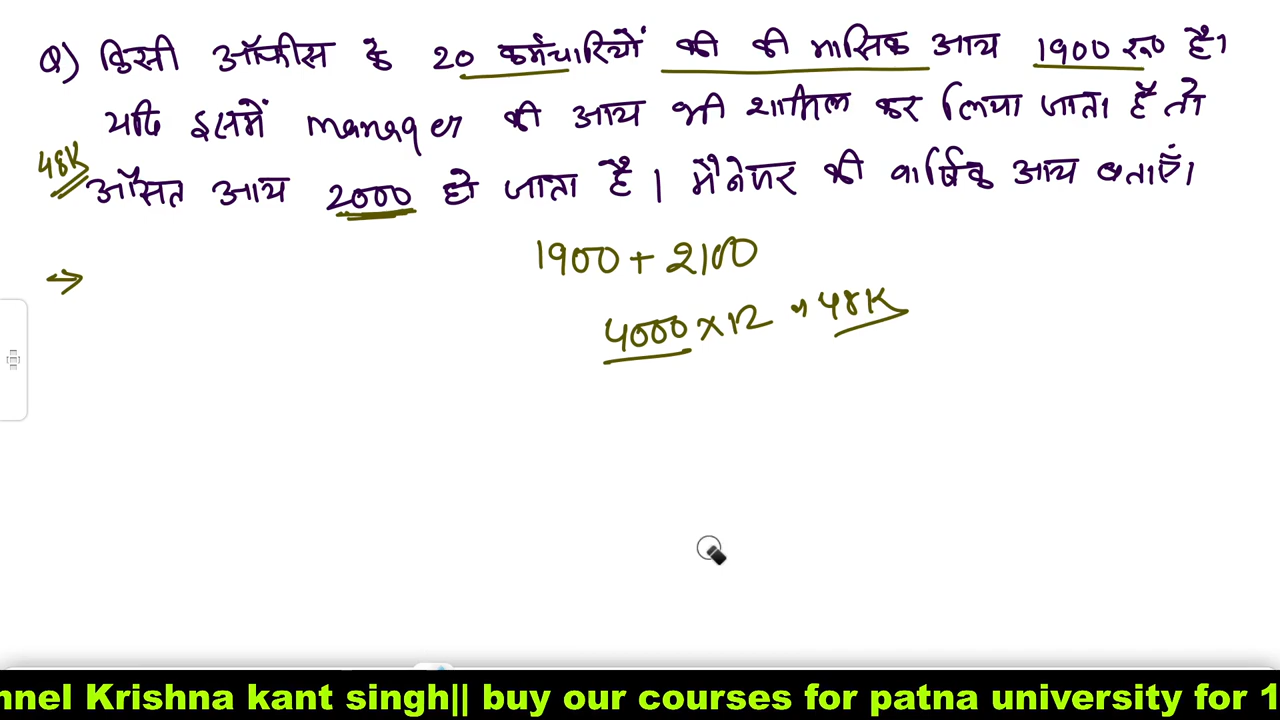 Q) किसी ऑफीस के 20 कर्मचारियों की की मासिक आय 1900 रु० है।
यदि इसमें manager की आय भी शामिल कर लिया जाता है तो
48K
औसत आय 2000 हो जाता है। मैनेजर की वार्षिक आय बताएँ।
1900 + 2100
⇒
4000 × 12 → 48K
nnel Krishna kant singh|| buy our courses for patna university for 1